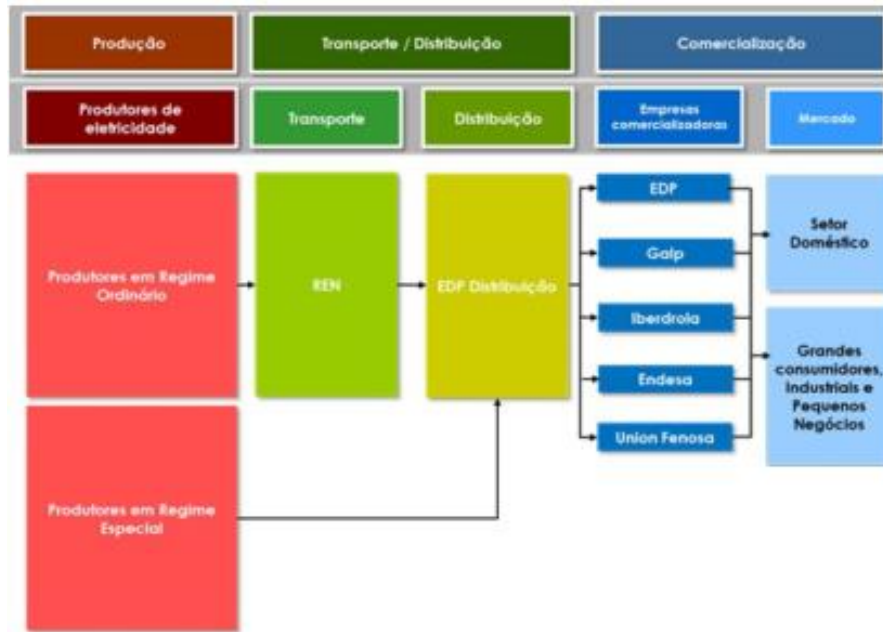 Produção
Transporte / Distribuição
Comercialização
Produtores de
eletricidade
Transporte
Distribuição
Empresas
comercializadoras
Mercado
Produtores em Regime
Ordinário
REN
EDP Distribuição
EDP
Galp
Iberdrola
Endesa
Union Fenosa
Setor
Doméstico
Grandes
consumidores,
Industriais e
Pequenos
Negócios
Produtores em Regime
Especial